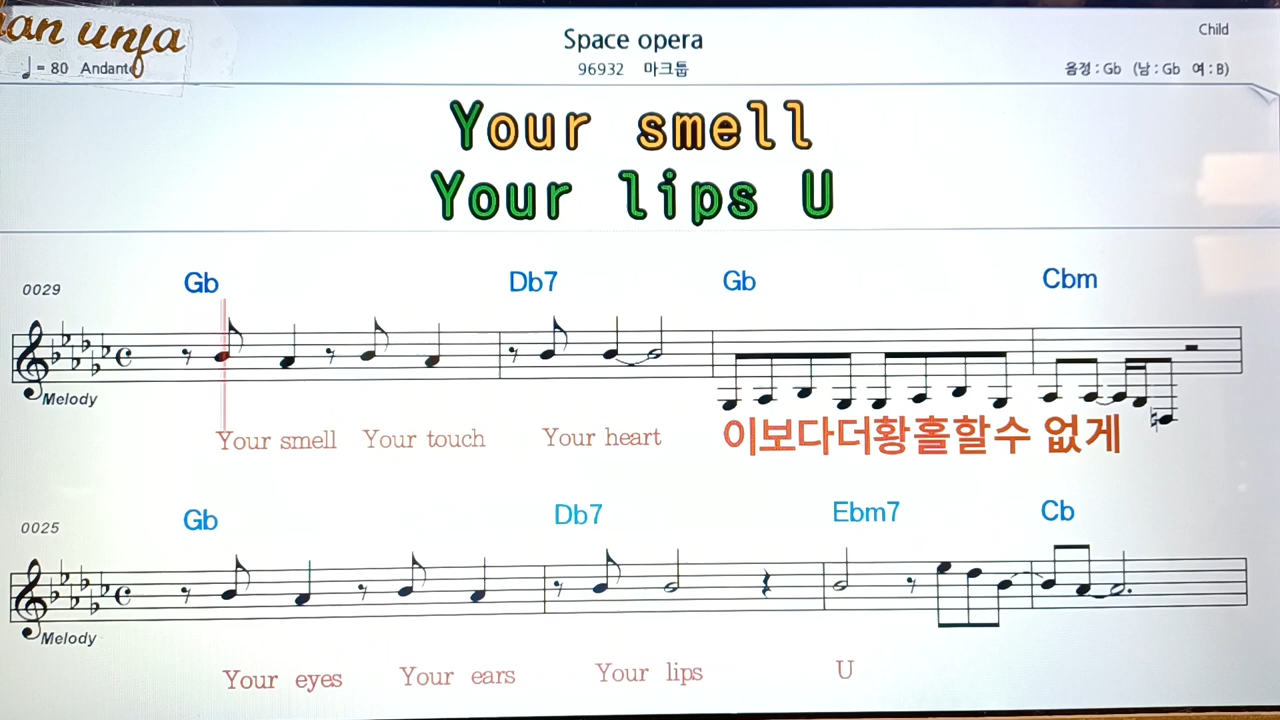 an unfa
Space opera
Child
♩ = 80 Andante
96932 마크툽
음정 : Gb (남 : Gb 여 : B)
Your smell
Your lips U
Gb Db7 Gb Cbm
0029
Melody
Your smell Your touch Your heart 이보다더황홀할수 없게
Gb Db7 Ebm7 Cb
0025
Melody
Your eyes Your ears Your lips U